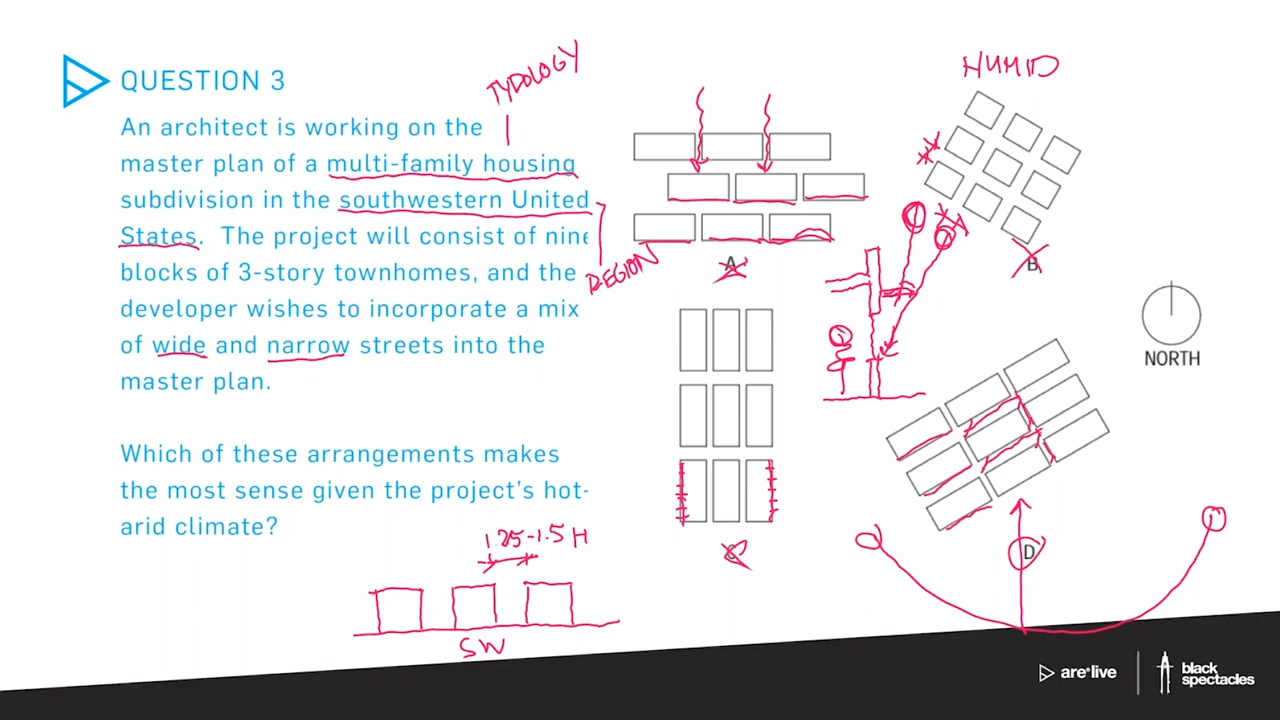 QUESTION 3
TYDOLOGY
An architect is working on the
master plan of a multi-family housing
subdivision in the southwestern United
States. The project will consist of nine
blocks of 3-story townhomes, and the
developer wishes to incorporate a mix
of wide and narrow streets into the
master plan.
REGION
Which of these arrangements makes
the most sense given the project's hot-
arid climate?
1.25-1.5 H
SW
A
HUMID
B
C
D
NORTH
are live
black
spectacles